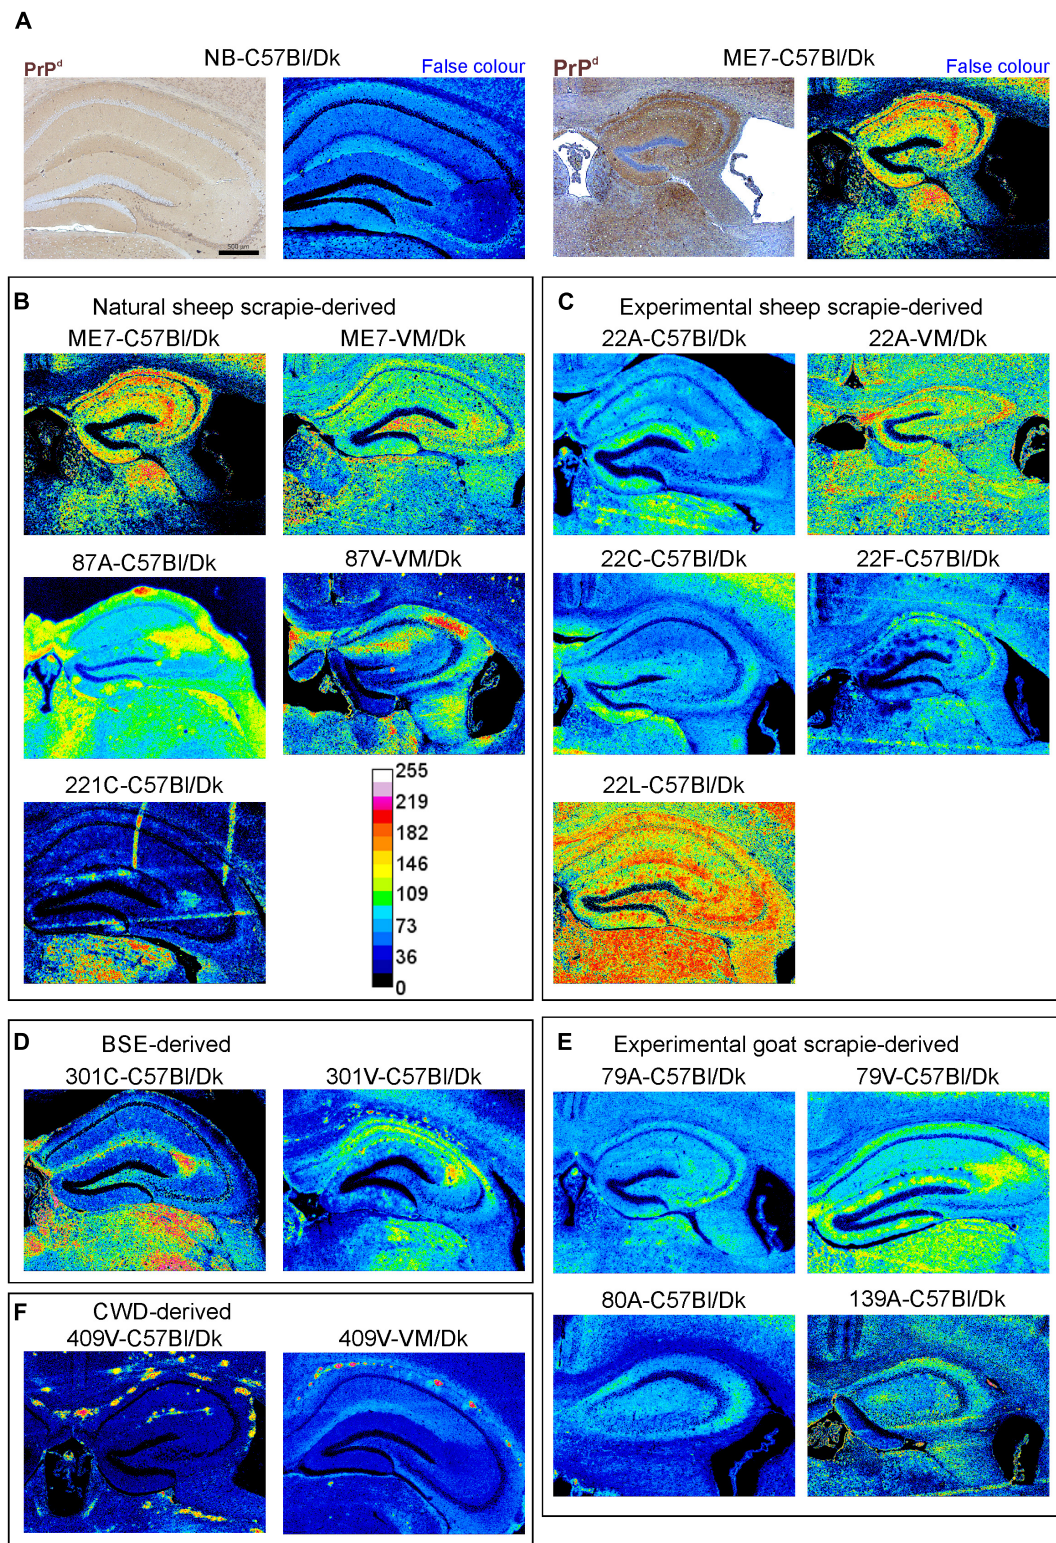 A
NB-C57Bl/Dk
ME7-C57Bl/Dk
PrPᵈ
False colour
PrPᵈ
False colour
500 µm
B
Natural sheep scrapie-derived
ME7-C57Bl/Dk
ME7-VM/Dk
87A-C57Bl/Dk
87V-VM/Dk
221C-C57Bl/Dk
255
219
182
146
109
73
36
0
C
Experimental sheep scrapie-derived
22A-C57Bl/Dk
22A-VM/Dk
22C-C57Bl/Dk
22F-C57Bl/Dk
22L-C57Bl/Dk
D
BSE-derived
301C-C57Bl/Dk
301V-C57Bl/Dk
E
Experimental goat scrapie-derived
79A-C57Bl/Dk
79V-C57Bl/Dk
80A-C57Bl/Dk
139A-C57Bl/Dk
F
CWD-derived
409V-C57Bl/Dk
409V-VM/Dk